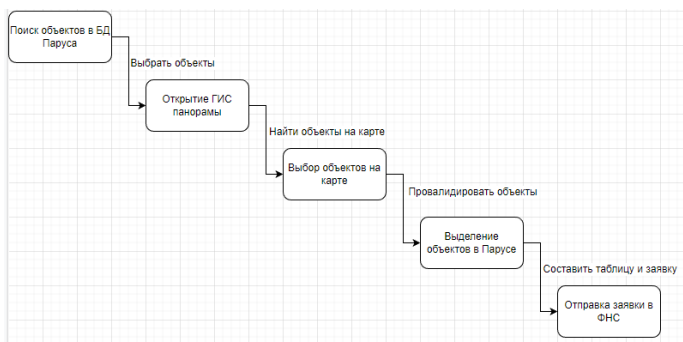 Поиск объектов в БД
Паруса
Выбрать объекты
Открытие ГИС
панорамы
Найти объекты на карте
Выбор объектов на
карте
Провалидировать объекты
Выделение
объектов в Парусе
Составить таблицу и заявку
Отправка заявки в
ФНС